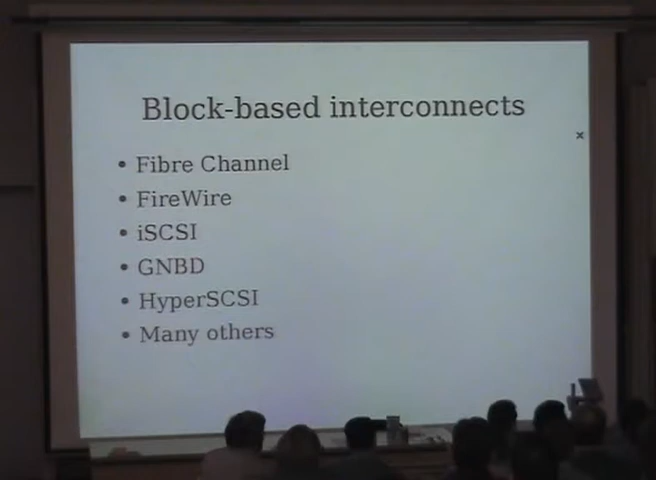 Block-based interconnects
• Fibre Channel
• FireWire
• iSCSI
• GNBD
• HyperSCSI
• Many others